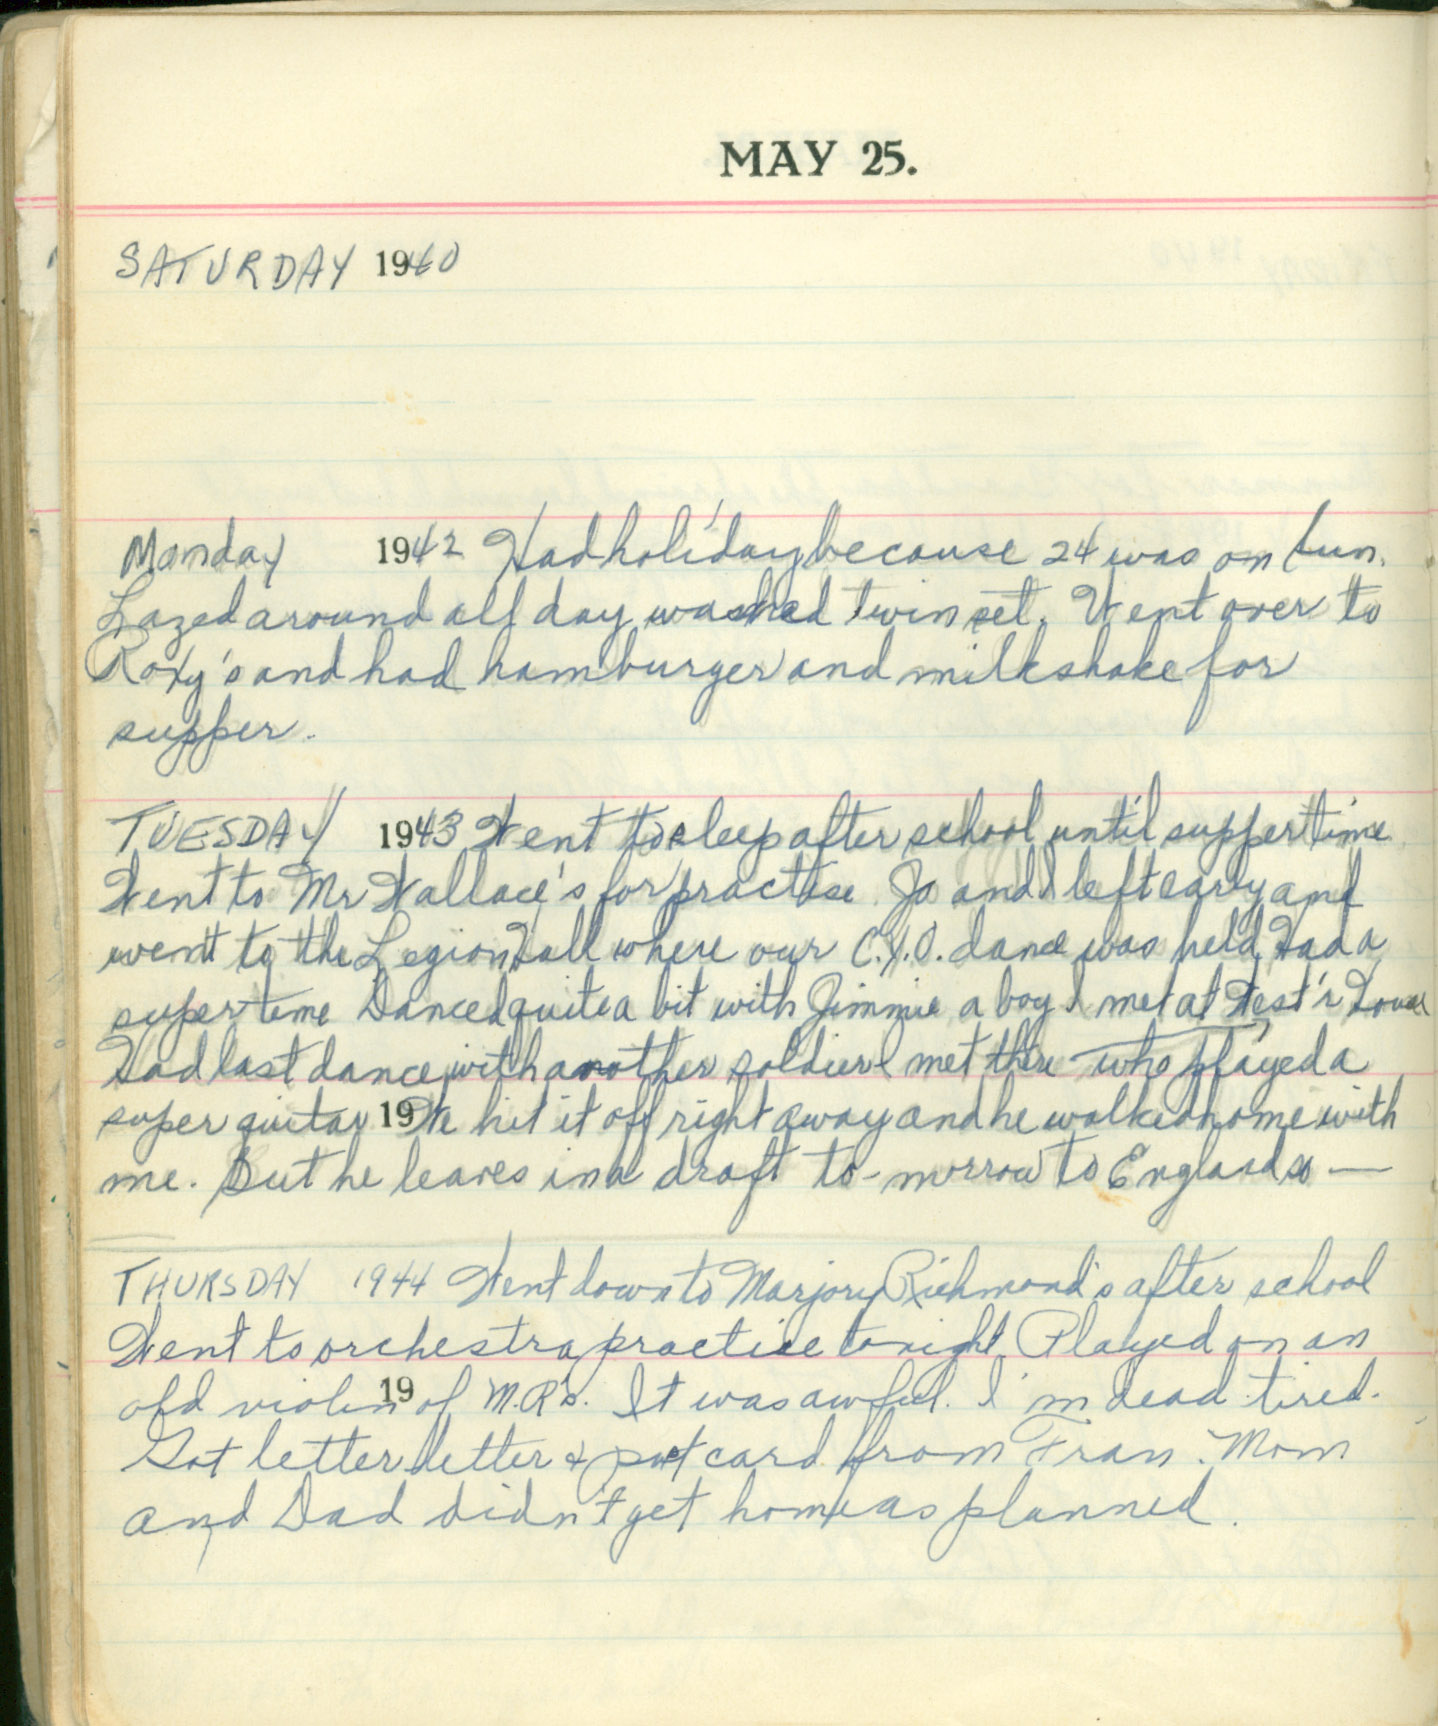 MAY 25.
SATURDAY 1940
Monday 1942 Had holiday because 24 was on Sun.
Lazed around all day washed twin set. Went over to
Roxy's and had hamburger and milkshake for
supper.
TUESDAY 1943 Went to sleep after school until suppertime
Went to Mr Wallace's for practise. Jo and I left early and
went to the Legion Hall where our C.Y.O. dance was held. Had a
super time Danced quite a bit with Jimmie a boy I met at
Had last dance with another soldier I met there who played a
super guitar 19 We hit it off right away and he walked home with
me. But he leaves in a draft to-morrow to England so —
THURSDAY 1944 Went down to Marjory Richmond's after school
Went to orchestra practice tonight. Played on an
old violin 19 of M.R's. It was awful. I'm dead tired.
Got letter letter & post card from Fran. Mom
and Dad didn't get home as planned.